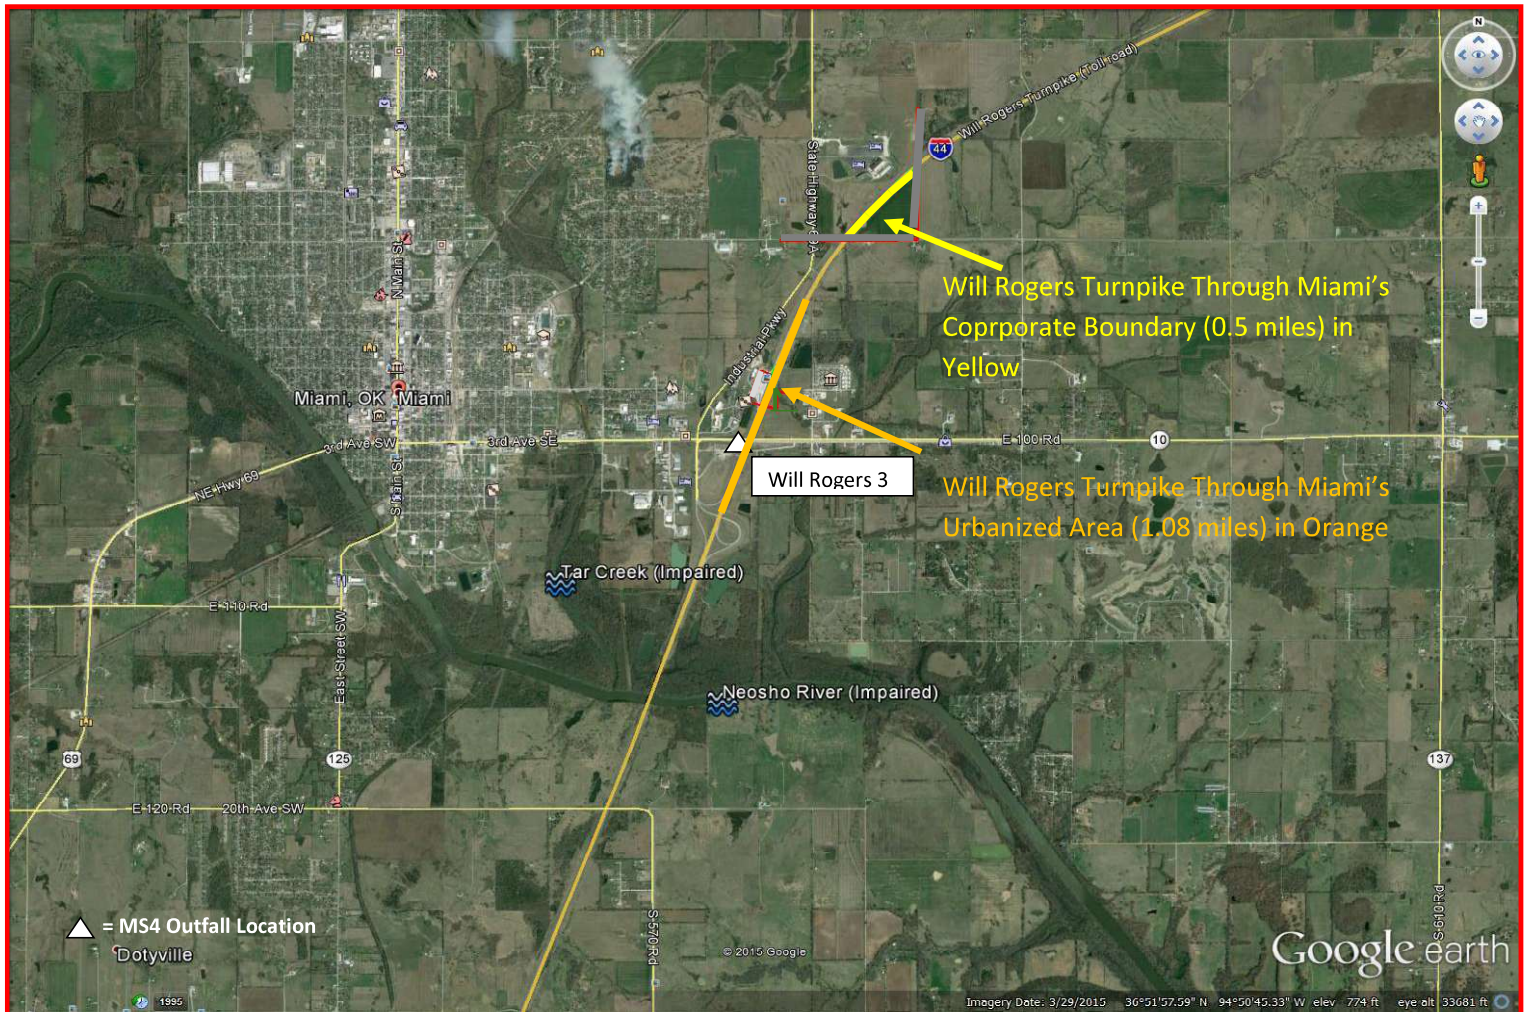 N
Will Rogers Turnpike (Toll road)
44
State Highway 69A
Will Rogers Turnpike Through Miami’s
Coprporate Boundary (0.5 miles) in
Yellow
N Main St
Industrial Pkwy
Miami, OK Miami
3rd Ave SW
3rd Ave SE
E 100 Rd
10
Will Rogers 3
Will Rogers Turnpike Through Miami’s
Urbanized Area (1.08 miles) in Orange
NE Hwy 69
S Main St
Tar Creek (Impaired)
E 110 Rd
East Street SW
Neosho River (Impaired)
69
125
137
E 120 Rd
20th Ave SW
S 570 Rd
S 610 Rd
= MS4 Outfall Location
Dotyville
© 2015 Google
Google earth
1995
Imagery Date: 3/29/2015 36°51'57.59" N 94°50'45.33" W elev 774 ft eye alt 33681 ft